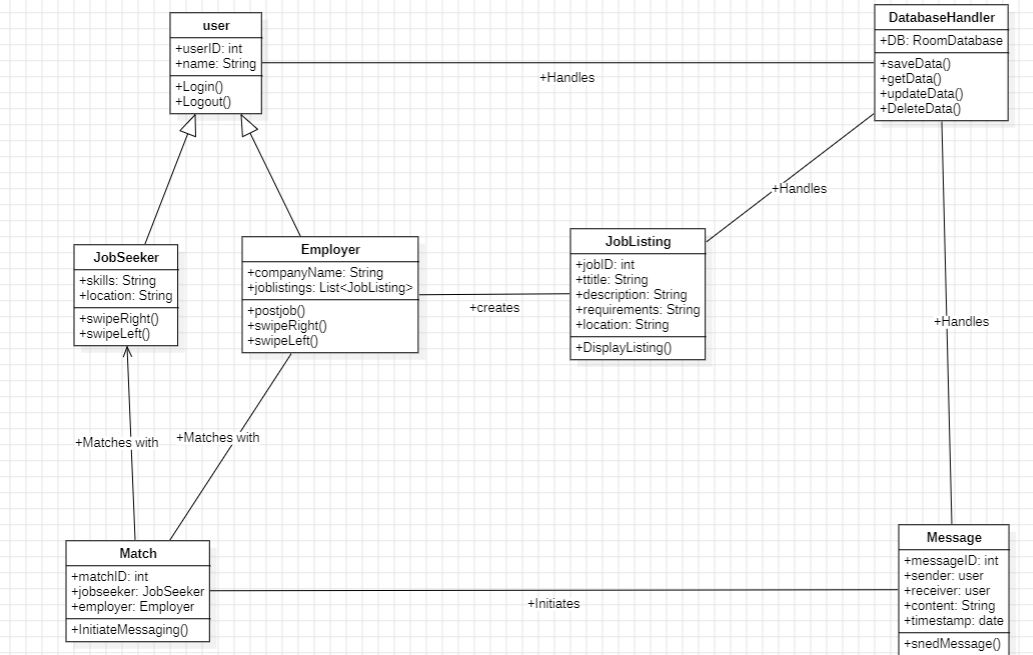 user
+userID: int
+name: String
+Login()
+Logout()
DatabaseHandler
+DB: RoomDatabase
+saveData()
+getData()
+updateData()
+DeleteData()
+Handles
+Handles
JobSeeker
+skills: String
+location: String
+swipeRight()
+swipeLeft()
Employer
+companyName: String
+joblistings: List<JobListing>
+postjob()
+swipeRight()
+swipeLeft()
+creates
JobListing
+jobID: int
+ttitle: String
+description: String
+requirements: String
+location: String
+DisplayListing()
+Handles
+Matches with
+Matches with
Match
+matchID: int
+jobseeker: JobSeeker
+employer: Employer
+InitiateMessaging()
+Initiates
Message
+messageID: int
+sender: user
+receiver: user
+content: String
+timestamp: date
+snedMessage()